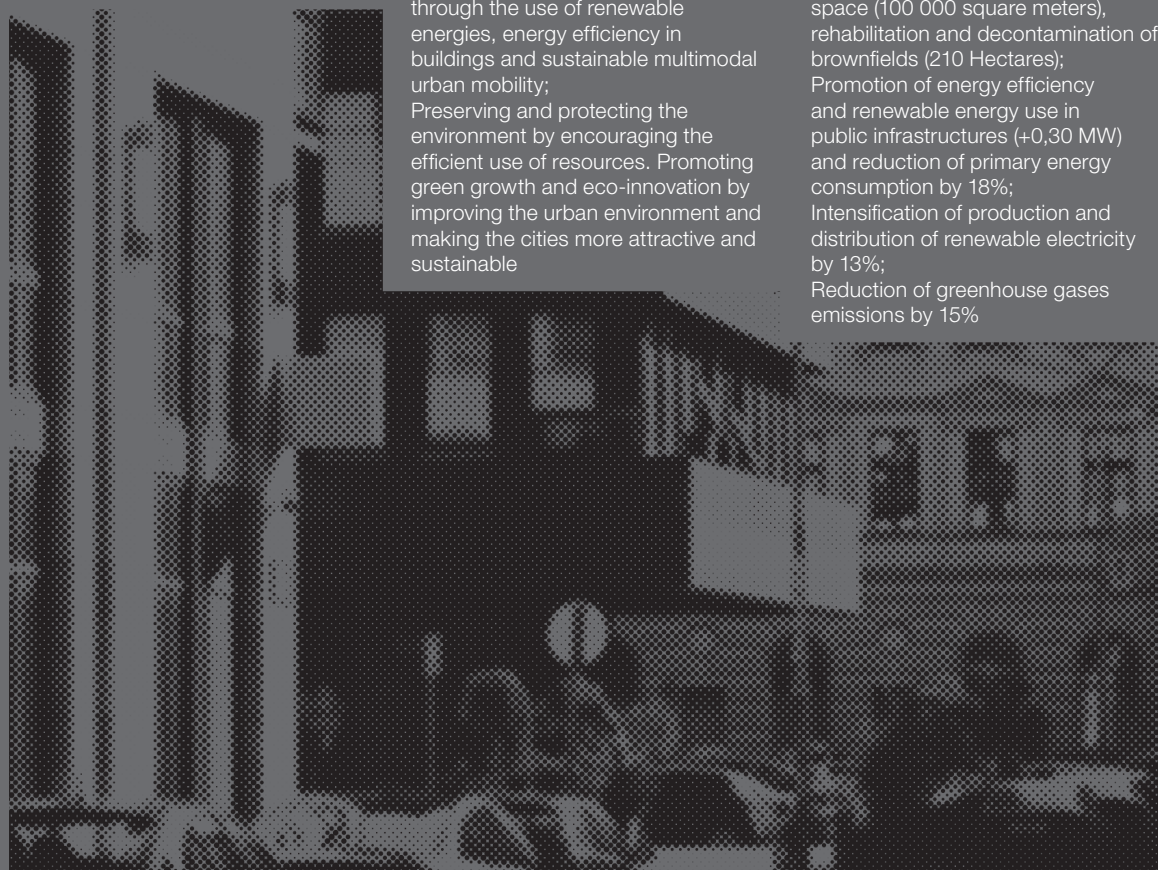 through the use of renewable
energies, energy efficiency in
buildings and sustainable multimodal
urban mobility;
Preserving and protecting the
environment by encouraging the
efficient use of resources. Promoting
green growth and eco-innovation by
improving the urban environment and
making the cities more attractive and
sustainable
space (100 000 square meters),
rehabilitation and decontamination of
brownfields (210 Hectares);
Promotion of energy efficiency
and renewable energy use in
public infrastructures (+0,30 MW)
and reduction of primary energy
consumption by 18%;
Intensification of production and
distribution of renewable electricity
by 13%;
Reduction of greenhouse gases
emissions by 15%